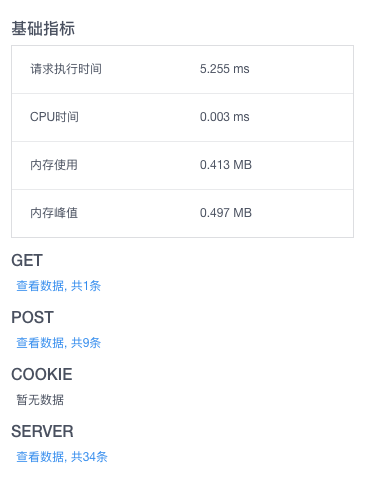 基础指标
请求执行时间 5.255 ms
CPU时间 0.003 ms
内存使用 0.413 MB
内存峰值 0.497 MB
GET
查看数据, 共1条
POST
查看数据, 共9条
COOKIE
暂无数据
SERVER
查看数据, 共34条